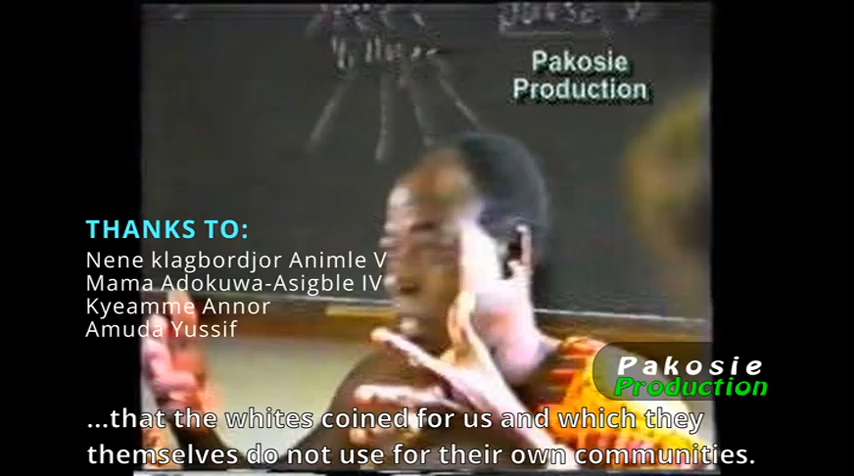 Pakosie
Production
THANKS TO:
Nene klagbordjor Animle V
Mama Adokuwa-Asigble IV
Kyeamme Annor
Amuda Yussif
Pakosie
Production
...that the whites coined for us and which they
themselves do not use for their own communities.